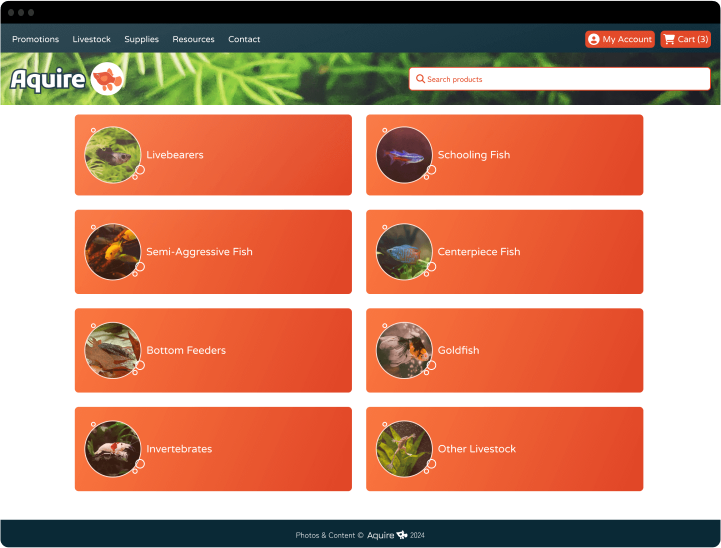 Promotions Livestock Supplies Resources Contact My Account Cart (3)
Aquire Search products
Livebearers Schooling Fish
Semi-Aggressive Fish Centerpiece Fish
Bottom Feeders Goldfish
Invertebrates Other Livestock
Photos & Content © Aquire 2024